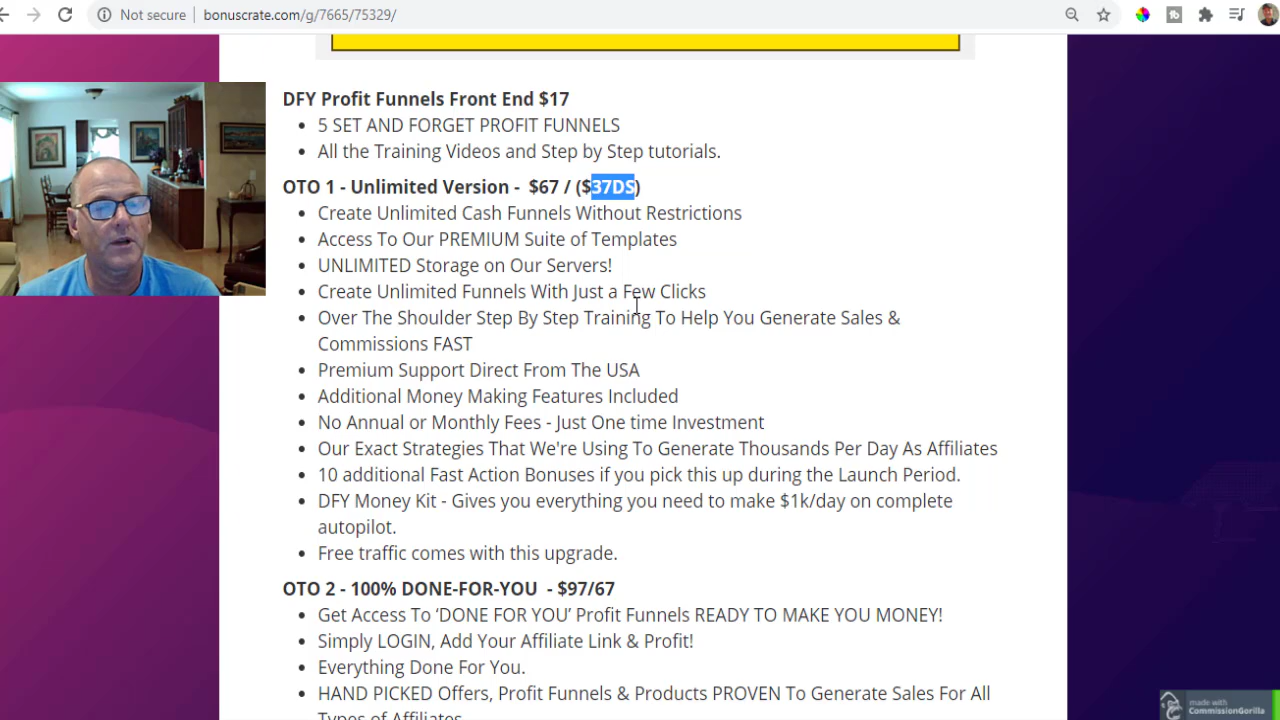 Not secure
bonuscrate.com/g/7665/75329/
DFY Profit Funnels Front End $17
• 5 SET AND FORGET PROFIT FUNNELS
• All the Training Videos and Step by Step tutorials.
OTO 1 - Unlimited Version - $67 / ($37DS)
• Create Unlimited Cash Funnels Without Restrictions
• Access To Our PREMIUM Suite of Templates
• UNLIMITED Storage on Our Servers!
• Create Unlimited Funnels With Just a Few Clicks
• Over The Shoulder Step By Step Training To Help You Generate Sales &
Commissions FAST
• Premium Support Direct From The USA
• Additional Money Making Features Included
• No Annual or Monthly Fees - Just One time Investment
• Our Exact Strategies That We're Using To Generate Thousands Per Day As Affiliates
• 10 additional Fast Action Bonuses if you pick this up during the Launch Period.
• DFY Money Kit - Gives you everything you need to make $1k/day on complete
autopilot.
• Free traffic comes with this upgrade.
OTO 2 - 100% DONE-FOR-YOU - $97/67
• Get Access To ‘DONE FOR YOU’ Profit Funnels READY TO MAKE YOU MONEY!
• Simply LOGIN, Add Your Affiliate Link & Profit!
• Everything Done For You.
• HAND PICKED Offers, Profit Funnels & Products PROVEN To Generate Sales For All
Types of Affiliates
made with
CommissionGorilla